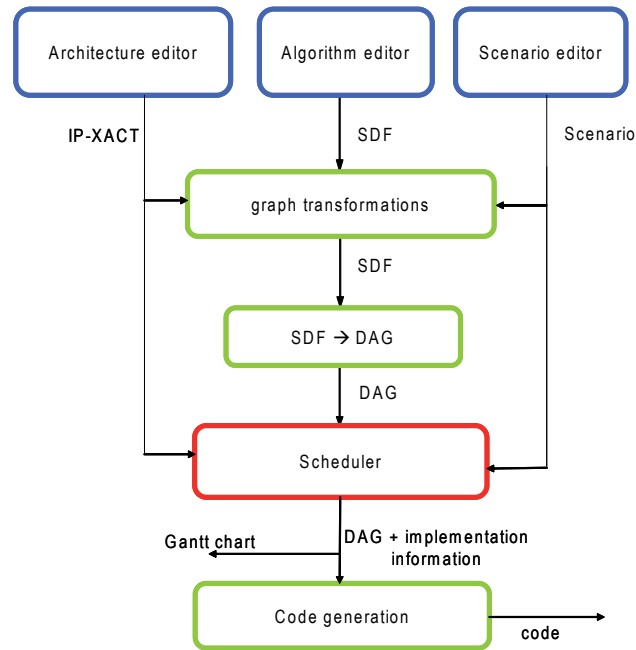 Architecture editor
Algorithm editor
Scenario editor
IP-XACT
SDF
Scenario
graph transformations
SDF
SDF → DAG
DAG
Scheduler
Gantt chart
DAG + implementation
information
Code generation
code